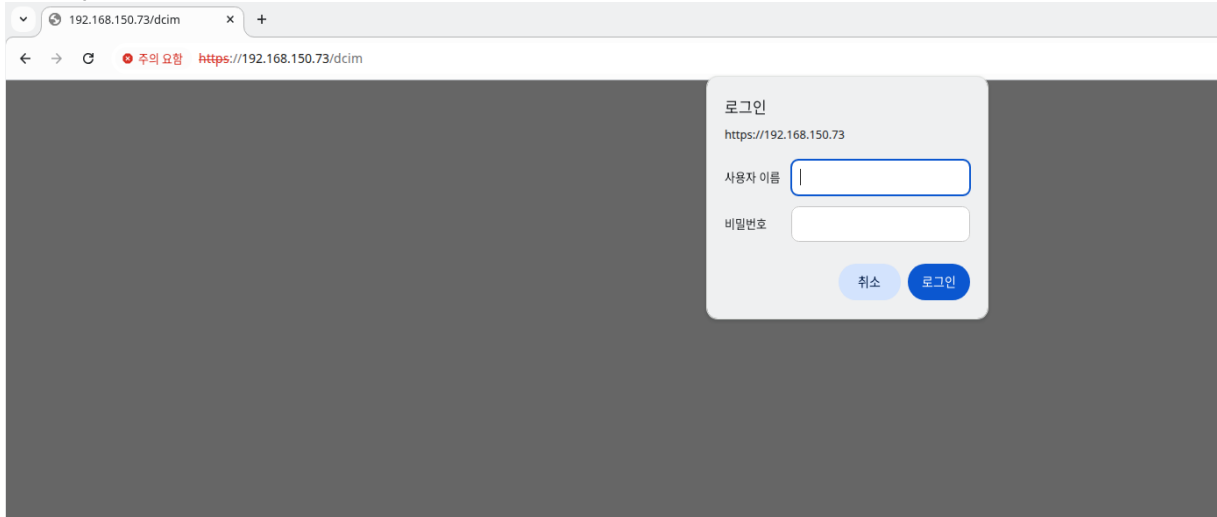 192.168.150.73/dcim
주의 요함 https://192.168.150.73/dcim
로그인
https://192.168.150.73
사용자 이름
비밀번호
취소 로그인